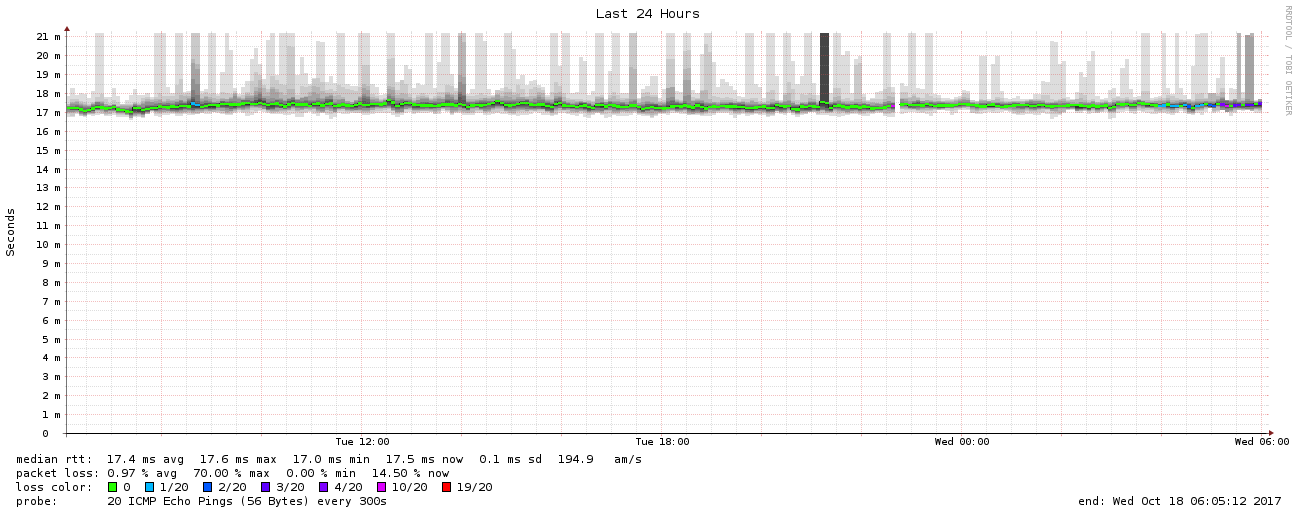 Last 24 Hours
RRDTOOL / TOBI OETIKER
Seconds
21 m
20 m
19 m
18 m
17 m
16 m
15 m
14 m
13 m
12 m
11 m
10 m
9 m
8 m
7 m
6 m
5 m
4 m
3 m
2 m
1 m
0
Tue 12:00 Tue 18:00 Wed 00:00 Wed 06:00
median rtt: 17.4 ms avg 17.6 ms max 17.0 ms min 17.5 ms now 0.1 ms sd 194.9 am/s
packet loss: 0.97 % avg 70.00 % max 0.00 % min 14.50 % now
loss color: 0 1/20 2/20 3/20 4/20 10/20 19/20
probe: 20 ICMP Echo Pings (56 Bytes) every 300s end: Wed Oct 18 06:05:12 2017